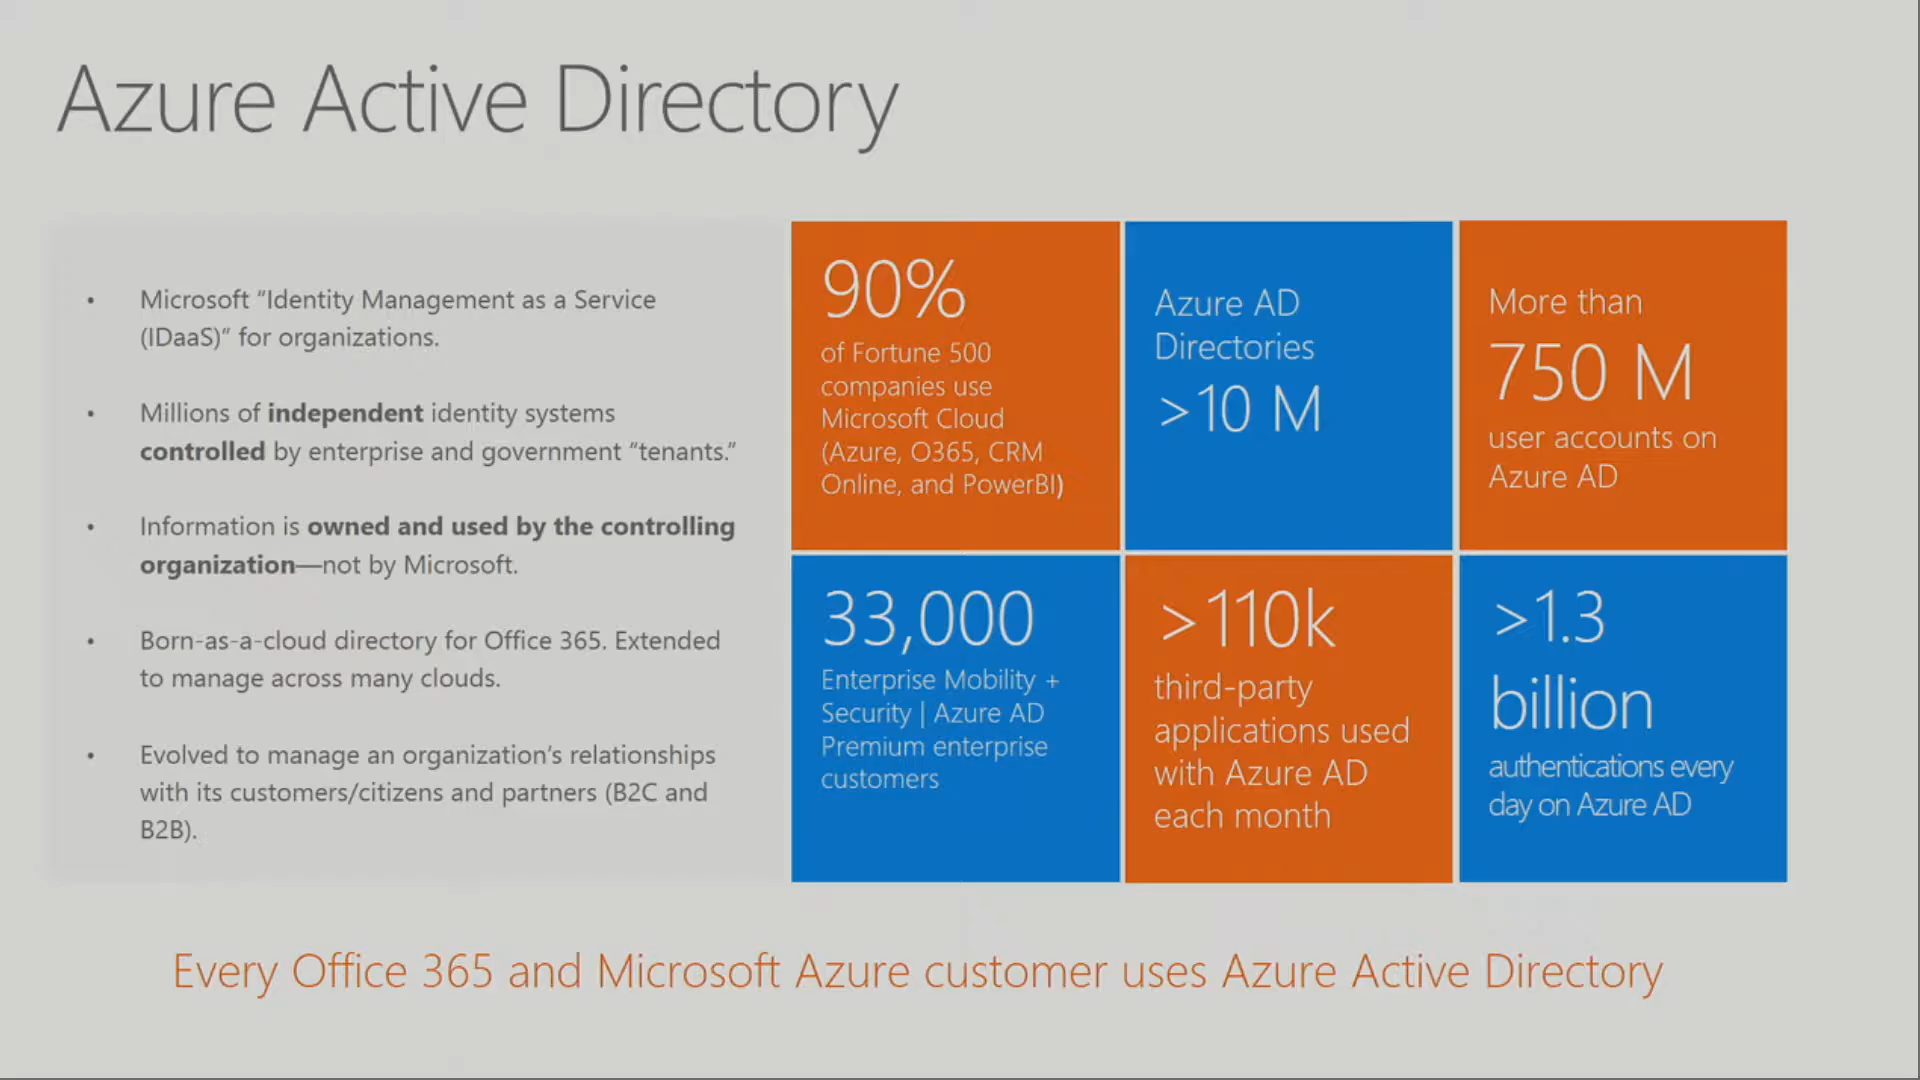 Azure Active Directory
• Microsoft “Identity Management as a Service
(IDaaS)” for organizations.
• Millions of independent identity systems
controlled by enterprise and government “tenants.”
• Information is owned and used by the controlling
organization—not by Microsoft.
• Born-as-a-cloud directory for Office 365. Extended
to manage across many clouds.
• Evolved to manage an organization’s relationships
with its customers/citizens and partners (B2C and
B2B).
90%
of Fortune 500
companies use
Microsoft Cloud
(Azure, O365, CRM
Online, and PowerBI)
Azure AD
Directories
>10 M
More than
750 M
user accounts on
Azure AD
33,000
Enterprise Mobility +
Security | Azure AD
Premium enterprise
customers
>110k
third-party
applications used
with Azure AD
each month
>1.3
billion
authentications every
day on Azure AD
Every Office 365 and Microsoft Azure customer uses Azure Active Directory